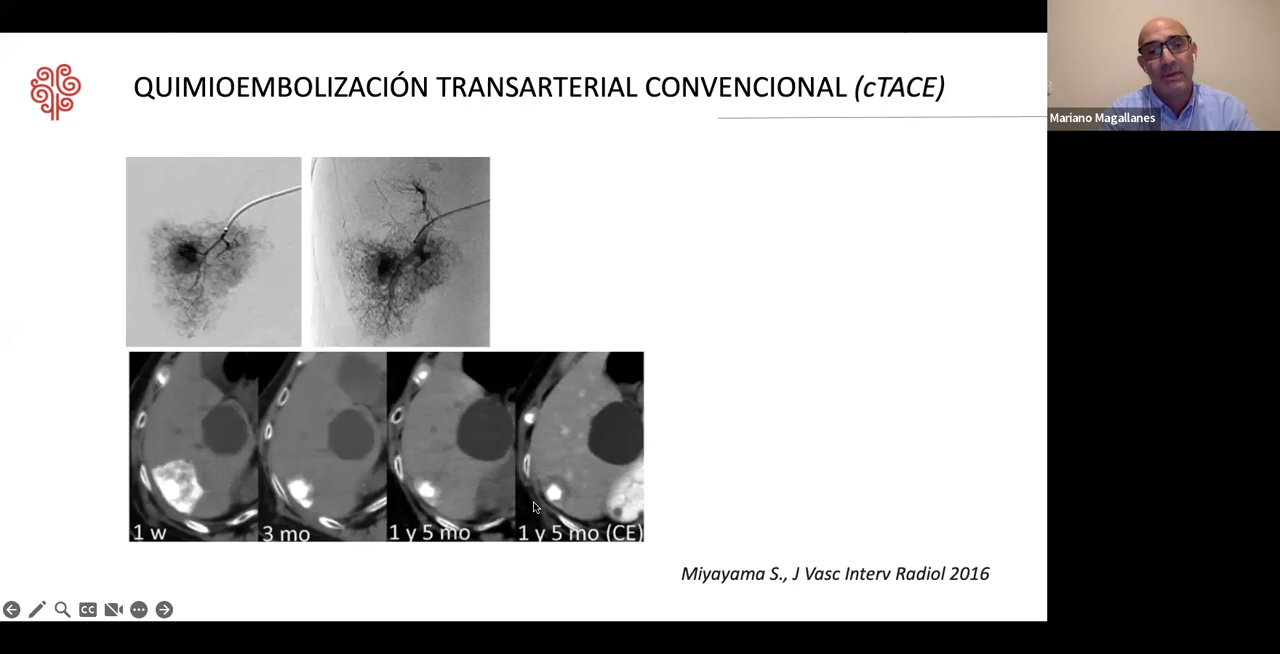 QUIMIOEMBOLIZACIÓN TRANSARTERIAL CONVENCIONAL (cTACE)
Mariano Magallanes
1 w
3 mo
1 y 5 mo
1 y 5 mo (CE)
Miyayama S., J Vasc Interv Radiol 2016
CC